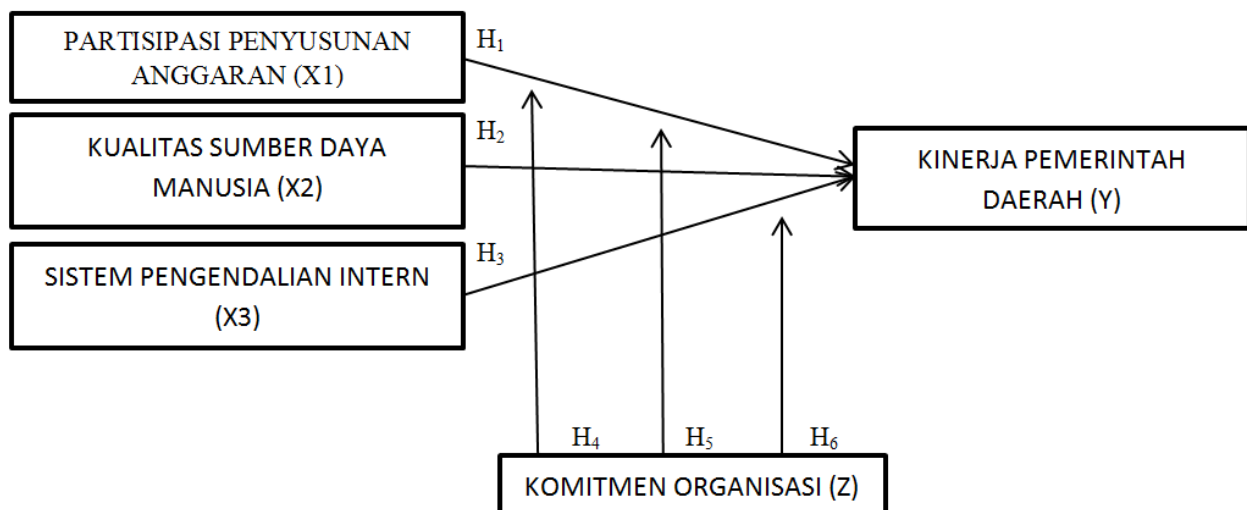 PARTISIPASI PENYUSUNAN
ANGGARAN (X1)
H₁
KUALITAS SUMBER DAYA
MANUSIA (X2)
H₂
SISTEM PENGENDALIAN INTERN
(X3)
H₃
KINERJA PEMERINTAH
DAERAH (Y)
H₄ H₅ H₆
KOMITMEN ORGANISASI (Z)